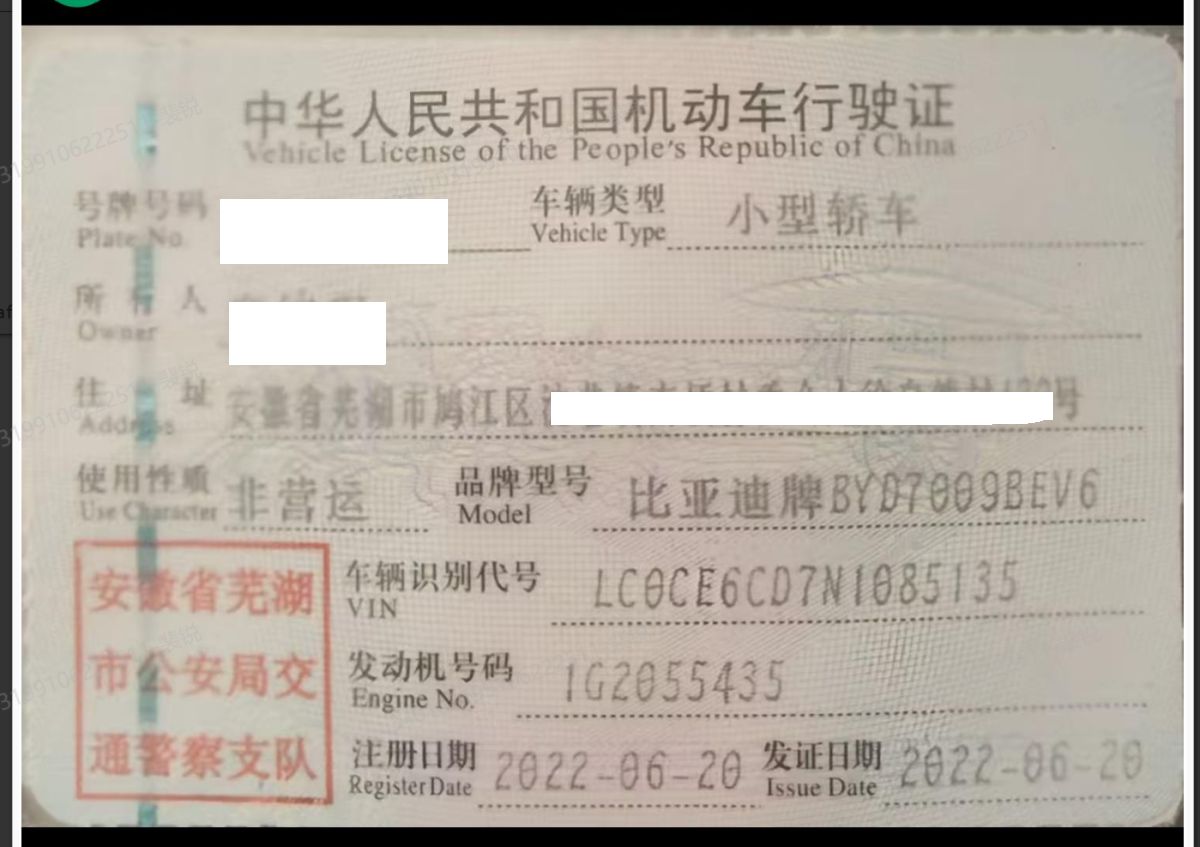 中华人民共和国机动车行驶证
Vehicle License of the People's Republic of China
号牌号码
Plate No.
车辆类型 小型轿车
Vehicle Type
所有人
Owner
住址 安徽省芜湖市鸠江区 号
Address
使用性质 非营运
Use Character
品牌型号 比亚迪牌BYD7009BEV6
Model
安徽省芜湖
市公安局交
通警察支队
车辆识别代号 LC0CE6CD7N1085135
VIN
发动机号码 1G2055435
Engine No.
注册日期 2022-06-20
Register Date
发证日期 2022-06-20
Issue Date